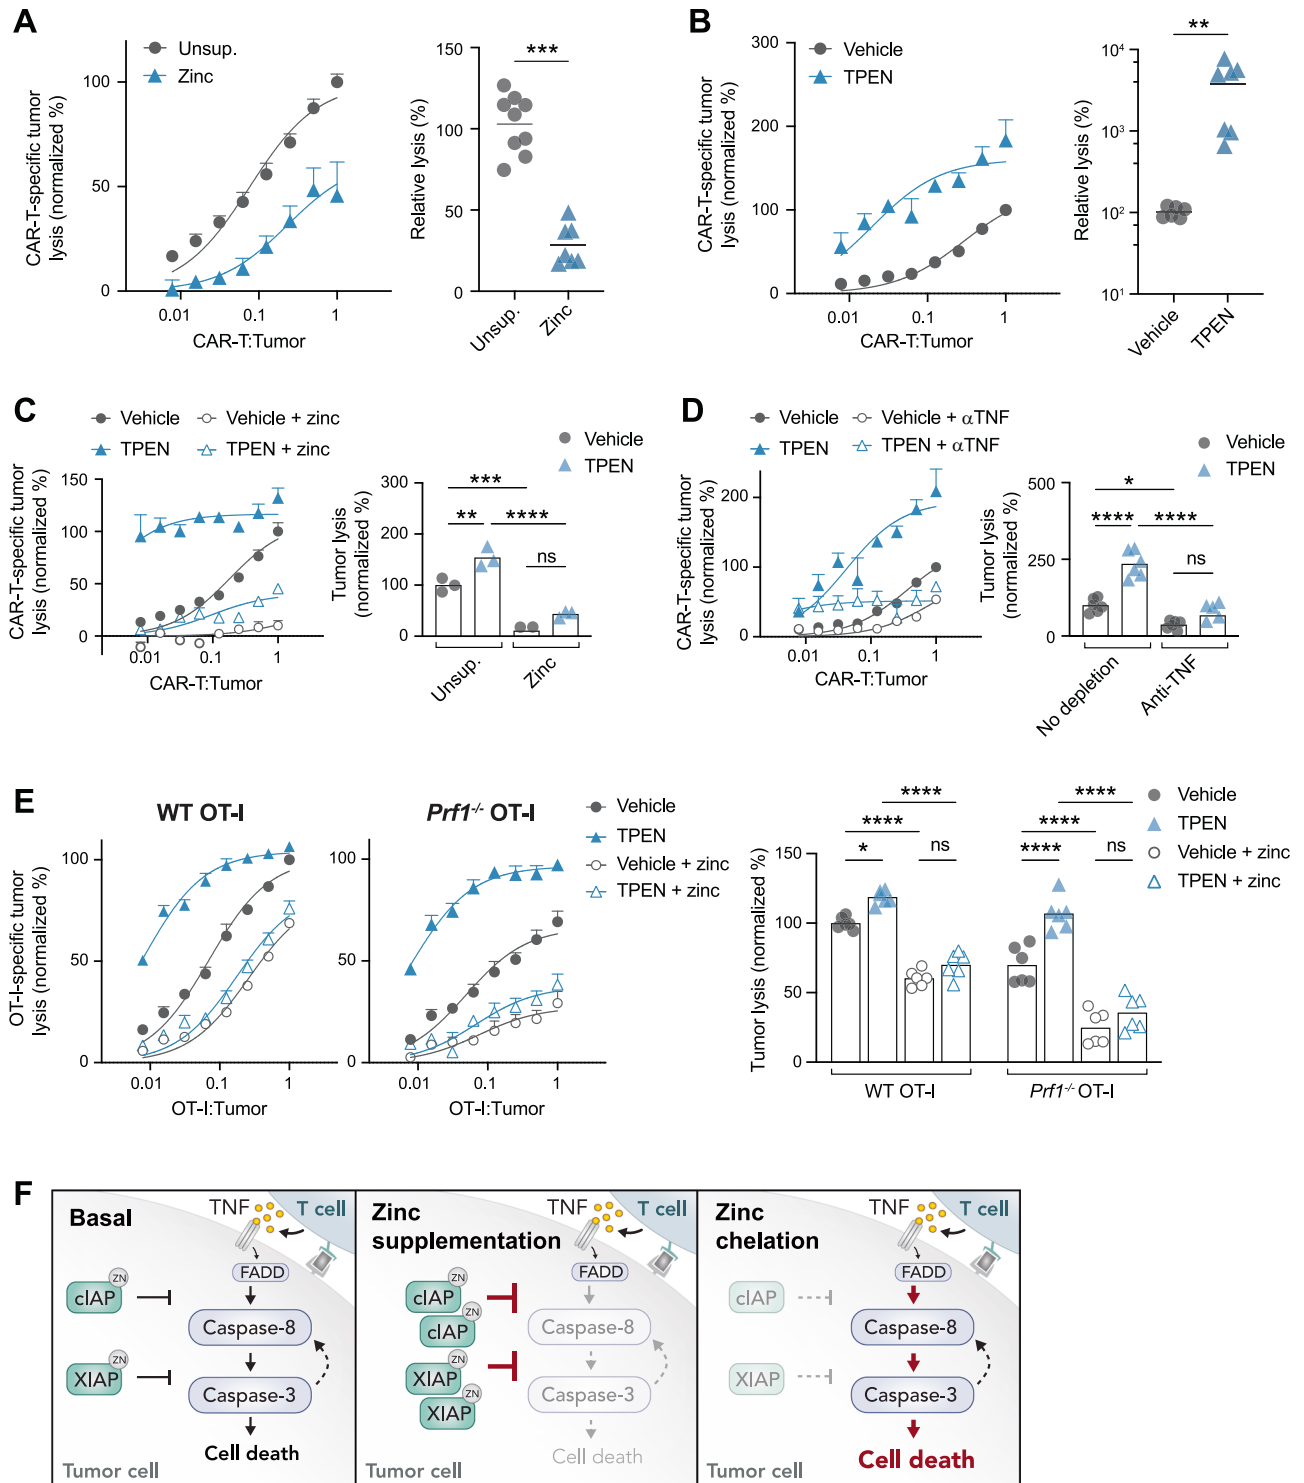 A
Unsup.
Zinc
CAR-T-specific tumor
lysis (normalized %)
100
50
0
0.01
0.1
1
CAR-T:Tumor
Relative lysis (%)
150
100
50
0
***
Unsup.
Zinc
B
Vehicle
TPEN
CAR-T-specific tumor
lysis (normalized %)
300
200
100
0
0.01
0.1
1
CAR-T:Tumor
Relative lysis (%)
10⁴
10³
10²
10¹
**
Vehicle
TPEN
C
Vehicle
Vehicle + zinc
TPEN
TPEN + zinc
CAR-T-specific tumor
lysis (normalized %)
150
100
50
0
0.01
0.1
1
CAR-T:Tumor
Vehicle
TPEN
Tumor lysis
(normalized %)
300
200
100
0
***
**
****
ns
Unsup.
Zinc
D
Vehicle
Vehicle + αTNF
TPEN
TPEN + αTNF
CAR-T-specific tumor
lysis (normalized %)
200
100
0
0.01
0.1
1
CAR-T:Tumor
Vehicle
TPEN
Tumor lysis
(normalized %)
500
250
0
*
****
****
ns
No depletion
Anti-TNF
E
WT OT-I
OT-I-specific tumor
lysis (normalized %)
100
50
0
0.01
0.1
1
OT-I:Tumor
Prf1⁻/⁻ OT-I
100
50
0
0.01
0.1
1
OT-I:Tumor
Vehicle
TPEN
Vehicle + zinc
TPEN + zinc
Tumor lysis (normalized %)
150
100
50
0
****
****
*
ns
****
****
****
ns
WT OT-I
Prf1⁻/⁻ OT-I
Vehicle
TPEN
Vehicle + zinc
TPEN + zinc
F
Basal
TNF
T cell
FADD
ZN
cIAP
Caspase-8
ZN
XIAP
Caspase-3
Cell death
Tumor cell
Zinc
supplementation
TNF
T cell
FADD
ZN
cIAP
ZN
cIAP
Caspase-8
ZN
XIAP
ZN
XIAP
Caspase-3
Cell death
Tumor cell
Zinc
chelation
TNF
T cell
FADD
cIAP
Caspase-8
XIAP
Caspase-3
Cell death
Tumor cell